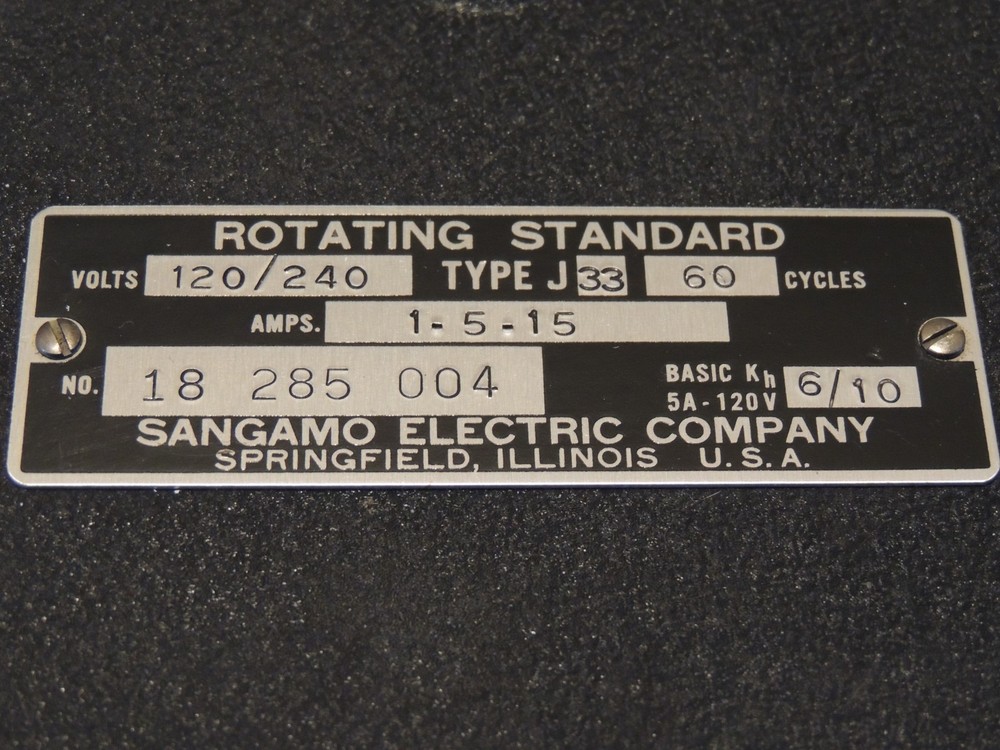 ROTATING STANDARD
VOLTS 120/240 TYPE J 33 60 CYCLES
AMPS. 1-5-15
NO. 18 285 004
BASIC Kh
5A-120V 6/10
SANGAMO ELECTRIC COMPANY
SPRINGFIELD, ILLINOIS U.S.A.